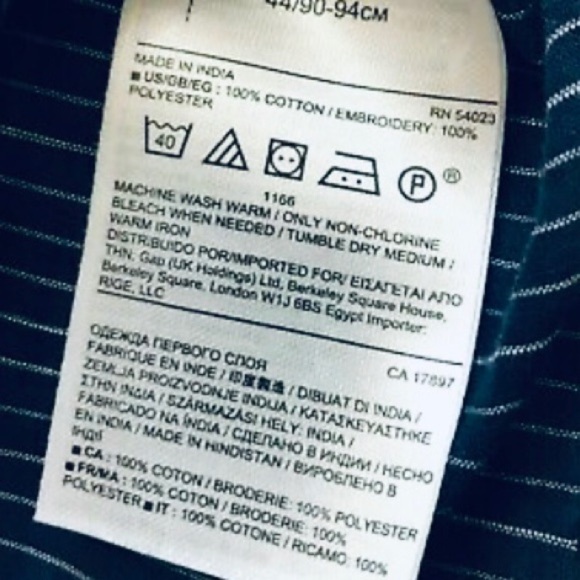 44/90-94см
MADE IN INDIA
RN 54023
■ US/GB/EG : 100% COTTON / EMBROIDERY: 100%
POLYESTER
40
P ®
1166
MACHINE WASH WARM / ONLY NON-CHLORINE
BLEACH WHEN NEEDED / TUMBLE DRY MEDIUM /
WARM IRON
DISTRIBUIDO POR/IMPORTED FOR/ ΕΙΣΑΓΕΤΑΙ ΑΠΟ
THN, Gap (UK Holdings) Ltd, Berkeley Square House,
Berkeley Square, London W1J 6BS Egypt Importer:
RIGE, LLC
ОДЕЖДА ПЕРВОГО СЛОЯ
CA 17897
FABRIQUE EN INDE / 印度製造 / DIBUAT DI INDIA /
ZEMLJA PROIZVODNJE INDIJA / ΚΑΤΑΣΚΕΥΑΣΤΗΚΕ
ΣΤΗΝ ΙΝΔΙΑ / SZÁRMAZÁSI HELY: INDIA /
FABRICADO NA ÍNDIA / СДЕЛАНО В ИНДИИ / HECHO
EN INDIA / MADE IN HINDISTAN / ВИРОБЛЕНО В
ІНДІЇ
■ CA : 100% COTTON / BRODERIE: 100% POLYESTER
■ FR/MA : 100% COTON / BRODERIE: 100%
POLYESTER ■ IT : 100% COTONE / RICAMO: 100%